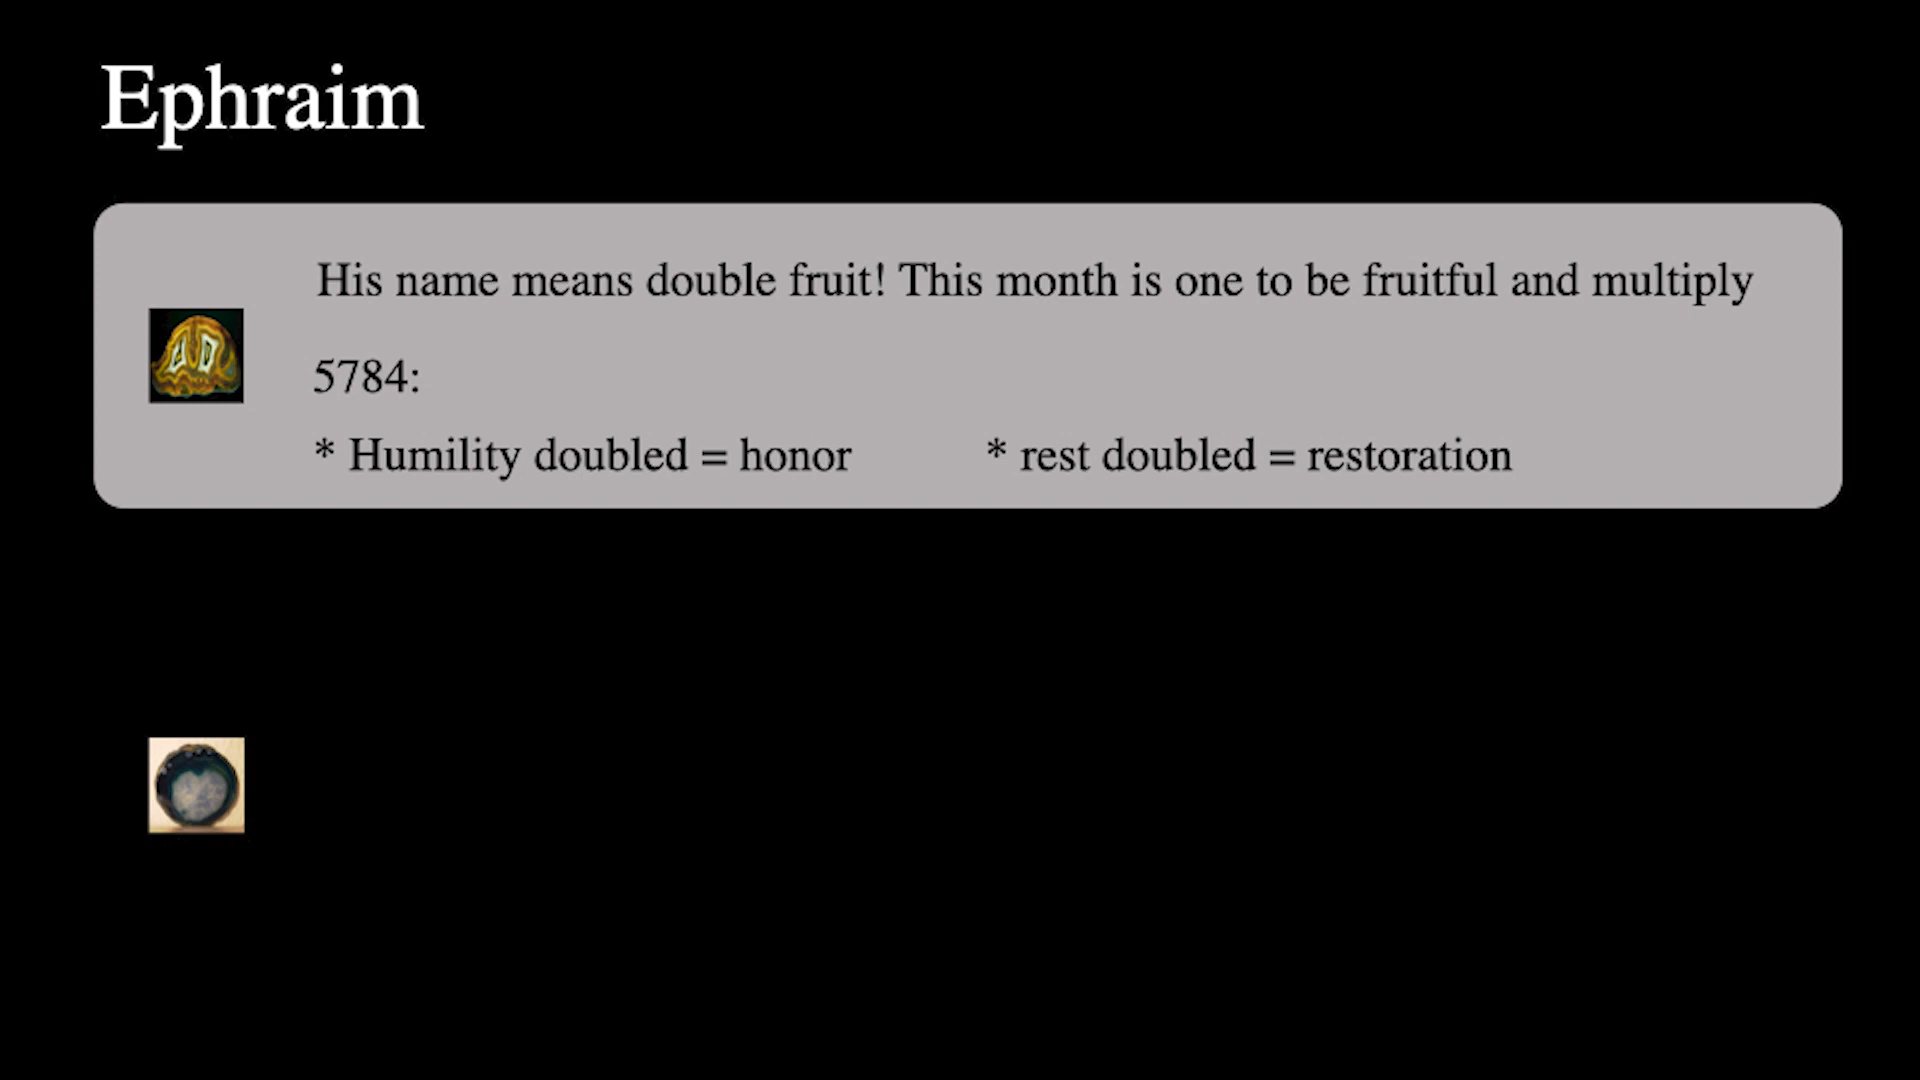 Ephraim
His name means double fruit! This month is one to be fruitful and multiply
5784:
* Humility doubled = honor * rest doubled = restoration